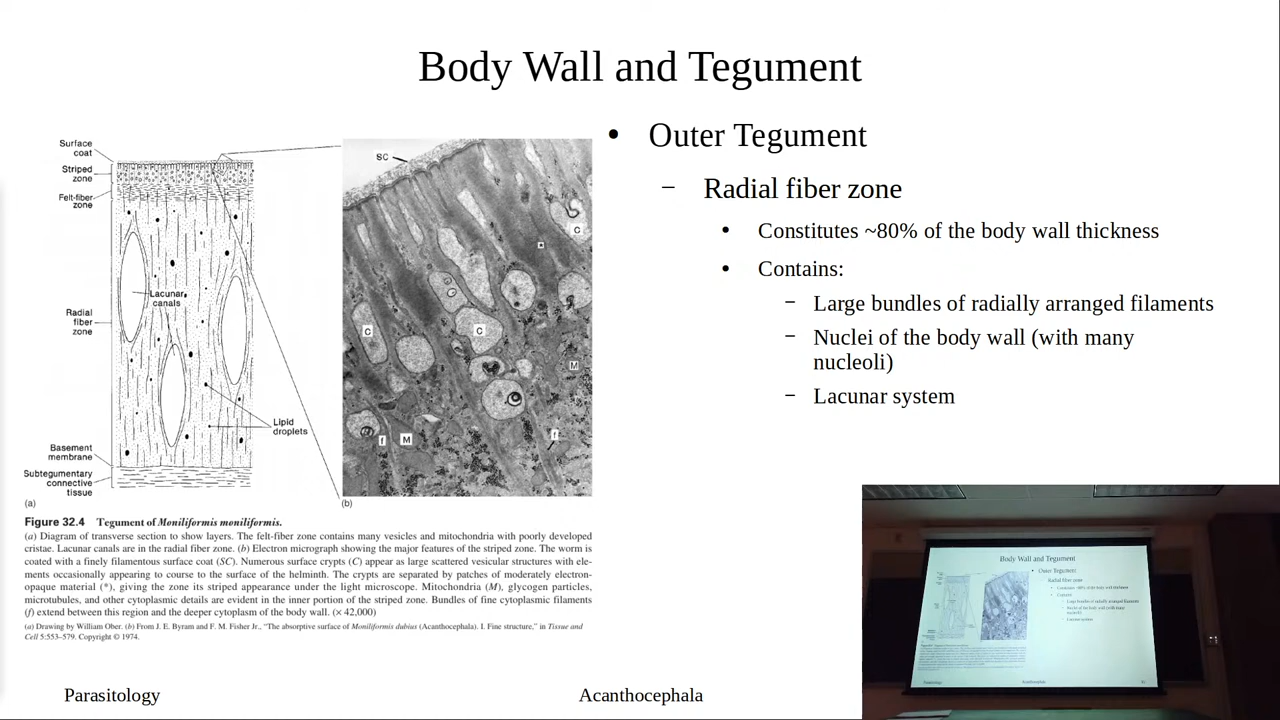 Body Wall and Tegument
Surface
coat
Striped
zone
Felt-fiber
zone
Lacunar
canals
Radial
fiber
zone
Lipid
droplets
Basement
membrane
Subtegumentary
connective
tissue
(a)
SC
C
C
C
M
M
f
f
(b)
Figure 32.4 Tegument of Moniliformis moniliformis.
(a) Diagram of transverse section to show layers. The felt-fiber zone contains many vesicles and mitochondria with poorly developed
cristae. Lacunar canals are in the radial fiber zone. (b) Electron micrograph showing the major features of the striped zone. The worm is
coated with a finely filamentous surface coat (SC). Numerous surface crypts (C) appear as large scattered vesicular structures with ele-
ments occasionally appearing to course to the surface of the helminth. The crypts are separated by patches of moderately electron-
opaque material (*), giving the zone its striped appearance under the light microscope. Mitochondria (M), glycogen particles,
microtubules, and other cytoplasmic details are evident in the inner portion of the striped zone. Bundles of fine cytoplasmic filaments
(f) extend between this region and the deeper cytoplasm of the body wall. (× 42,000)
(a) Drawing by William Ober. (b) From J. E. Byram and F. M. Fisher Jr., "The absorptive surface of Moniliformis dubius (Acanthocephala). I. Fine structure," in Tissue and
Cell 5:553–579. Copyright © 1974.
• Outer Tegument
– Radial fiber zone
• Constitutes ~80% of the body wall thickness
• Contains:
– Large bundles of radially arranged filaments
– Nuclei of the body wall (with many
nucleoli)
– Lacunar system
Parasitology
Acanthocephala
Body Wall and Tegument
• Outer Tegument
Radial fiber zone